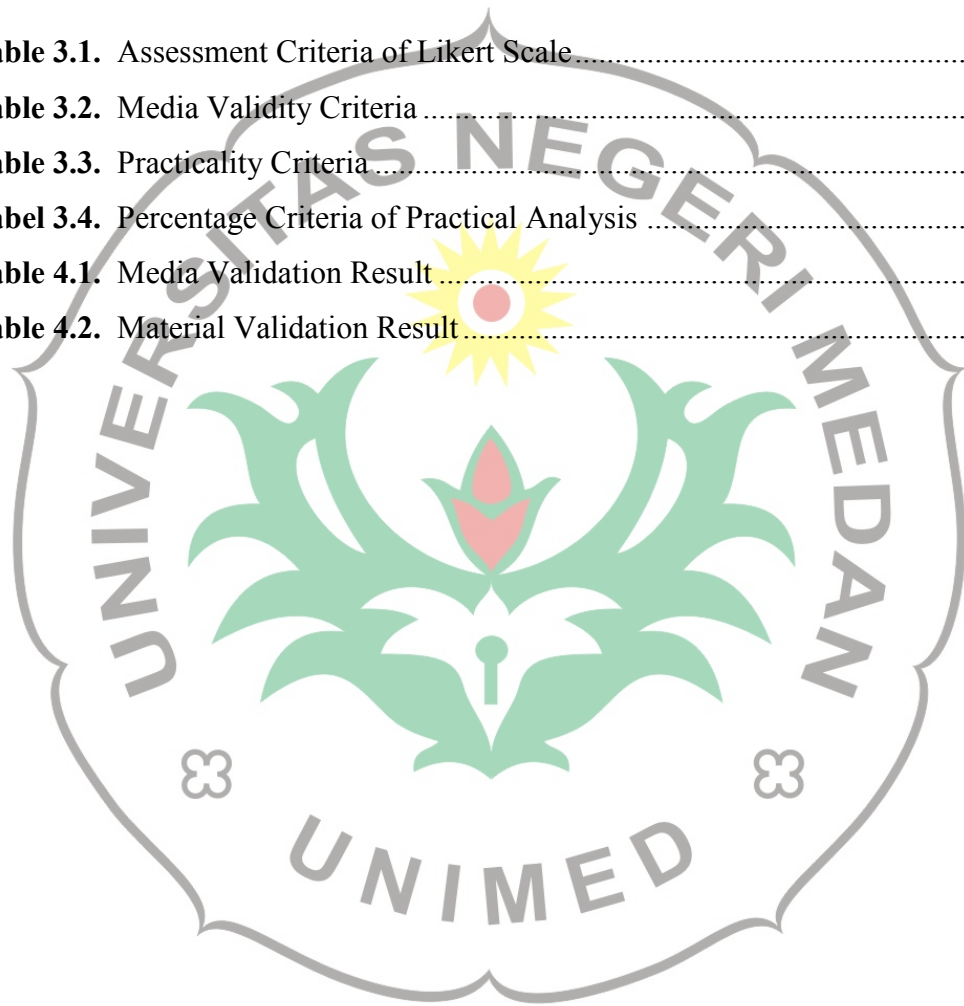 able 3.1. Assessment Criteria of Likert Scale....................................................
able 3.2. Media Validity Criteria....................................................
able 3.3. Practicality Criteria....................................................
abel 3.4. Percentage Criteria of Practical Analysis....................................................
able 4.1. Media Validation Result....................................................
able 4.2. Material Validation Result....................................................
UNIVERSITAS NEGERI MEDAN
UNIMED